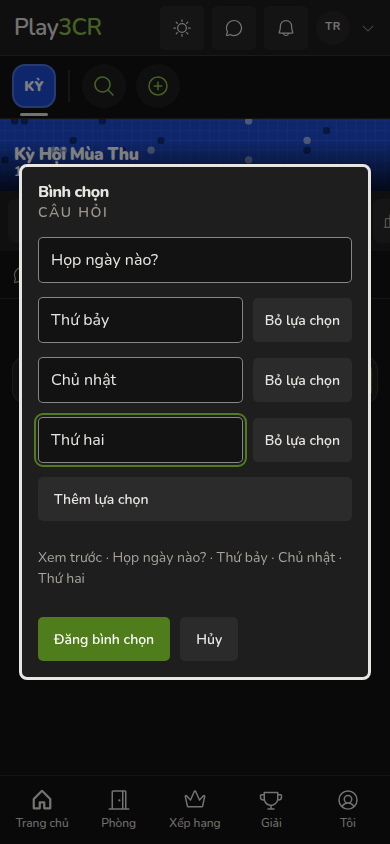 Play3CR
TR
KỲ
Kỳ Hội Mùa Thu
Bình chọn
CÂU HỎI
Họp ngày nào?
Thứ bảy
Bỏ lựa chọn
Chủ nhật
Bỏ lựa chọn
Thứ hai
Bỏ lựa chọn
Thêm lựa chọn
Xem trước · Họp ngày nào? · Thứ bảy · Chủ nhật ·
Thứ hai
Đăng bình chọn
Hủy
Trang chủ
Phòng
Xếp hạng
Giải
Tôi